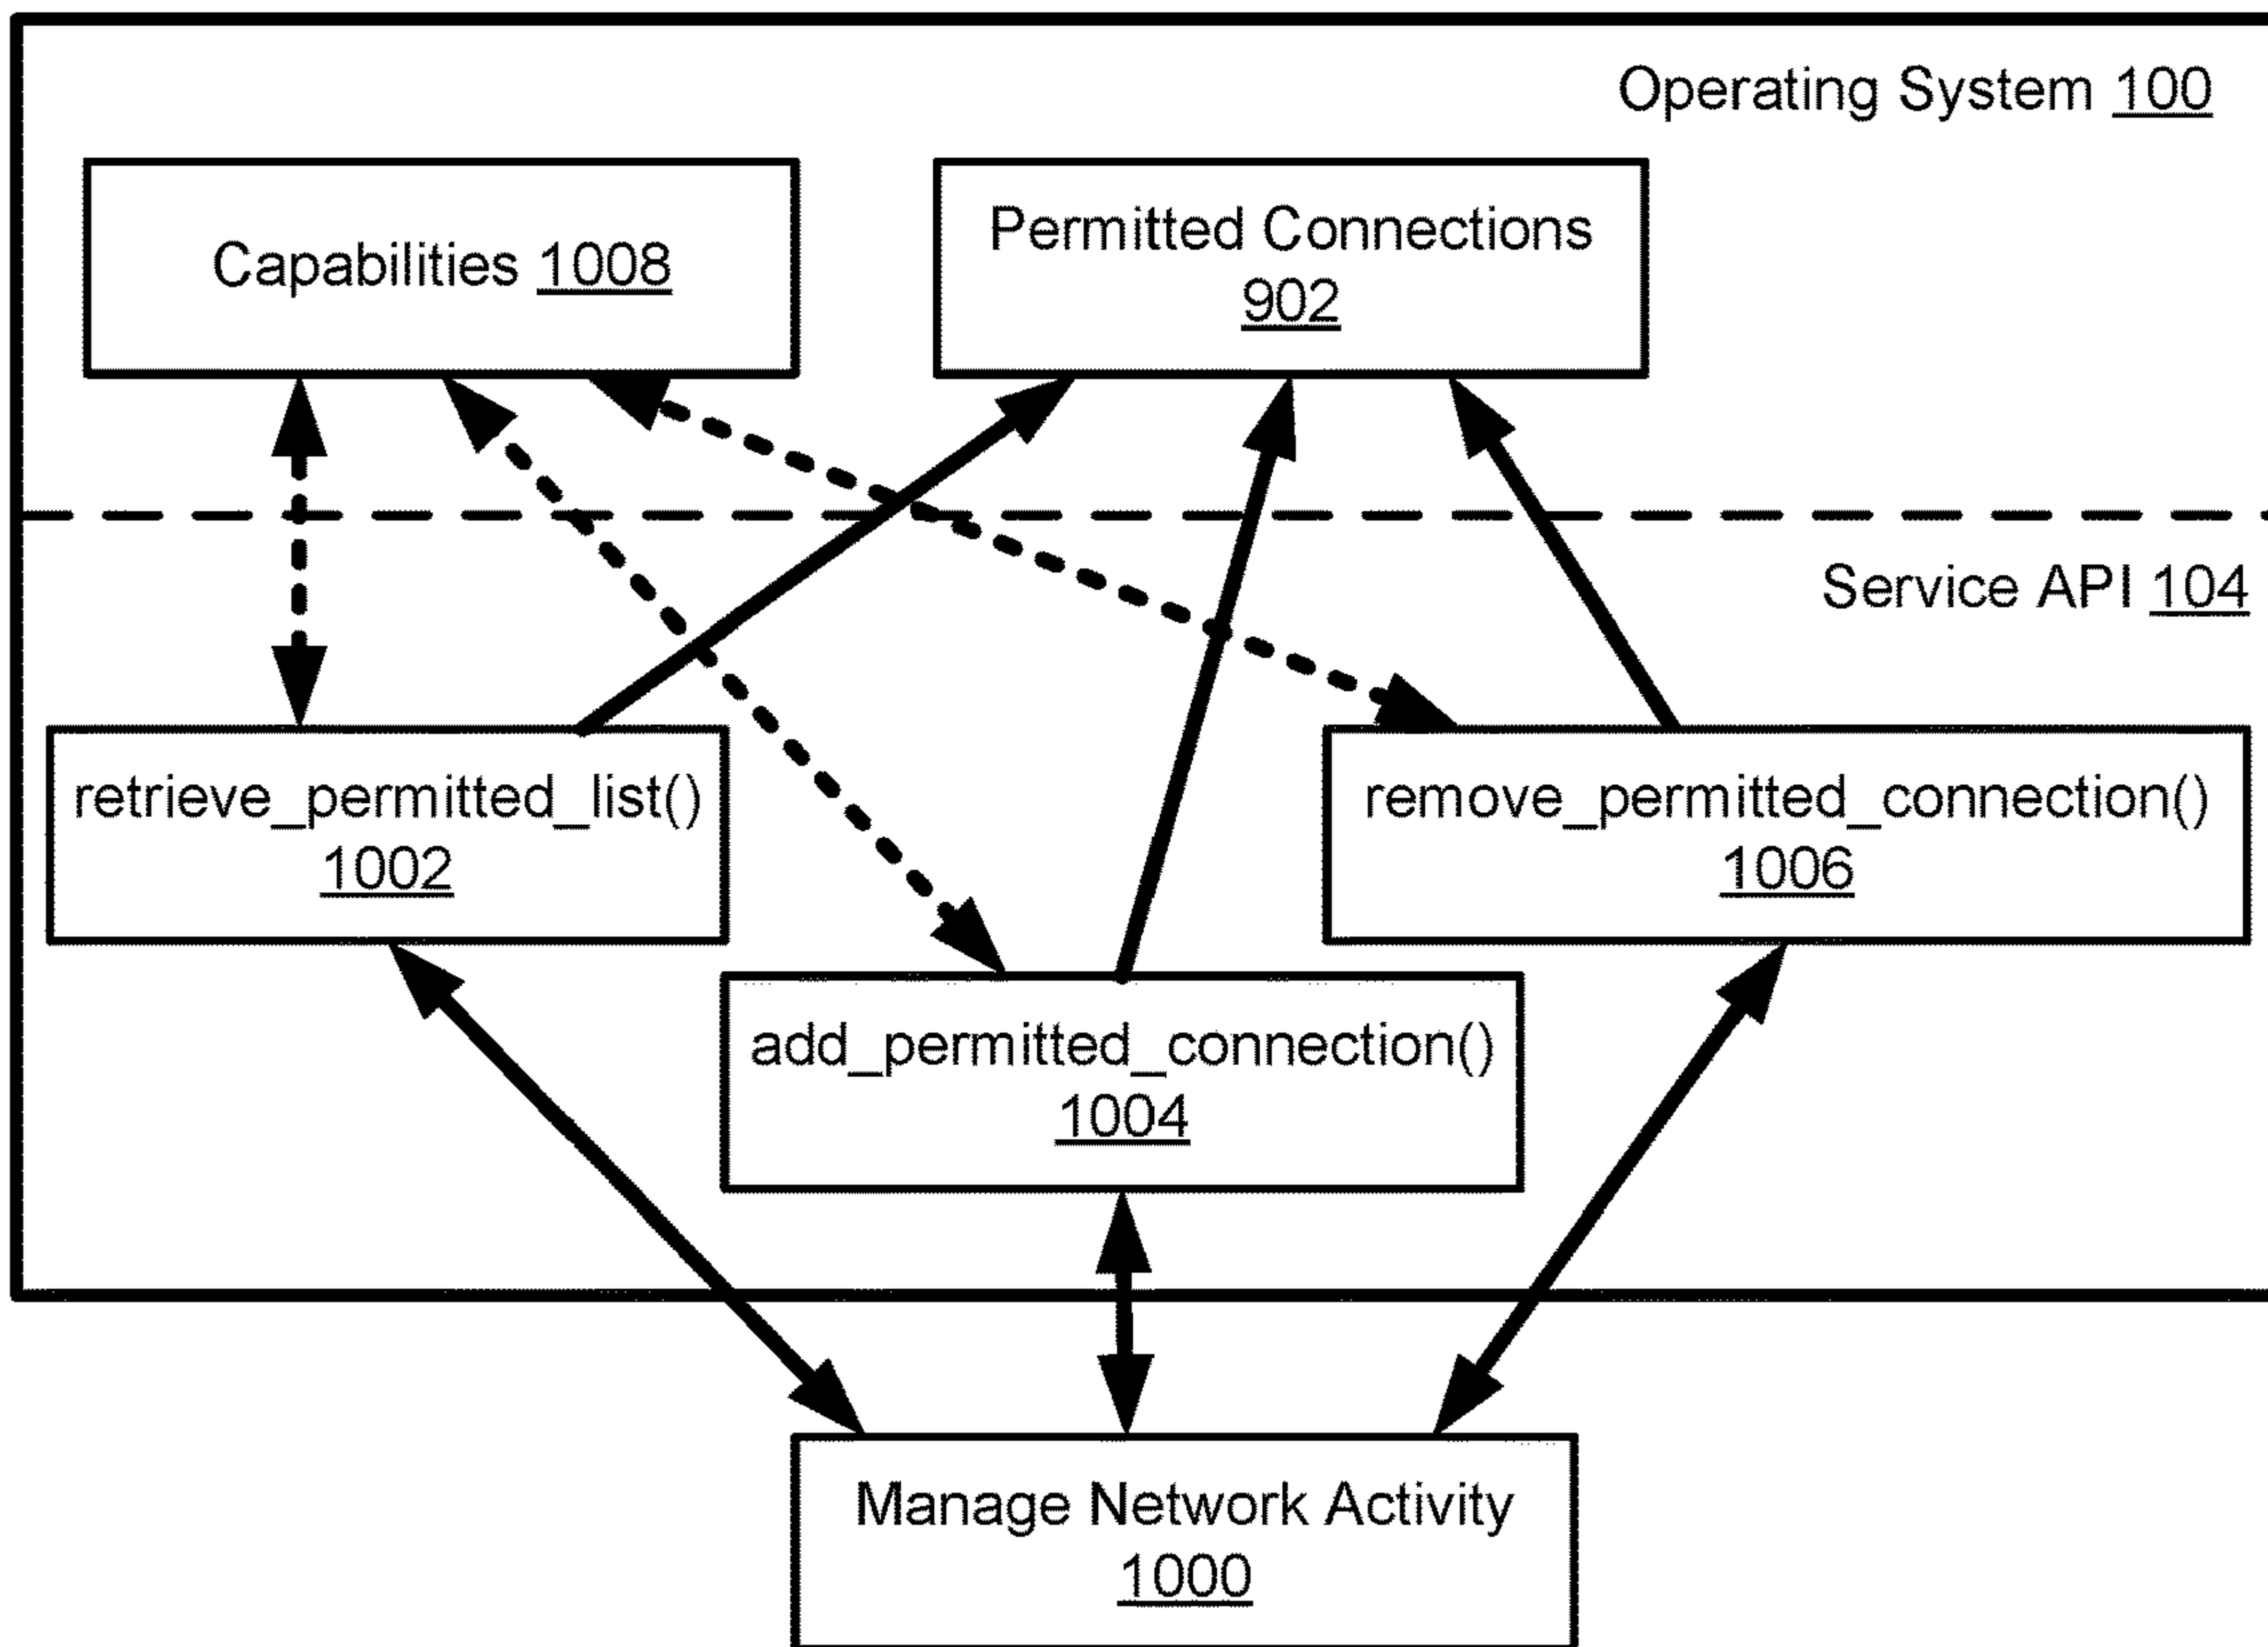 Operating System 100
Capabilities 1008
Permitted Connections
902
Service API 104
retrieve_permitted_list()
1002
remove_permitted_connection()
1006
add_permitted_connection()
1004
Manage Network Activity
1000